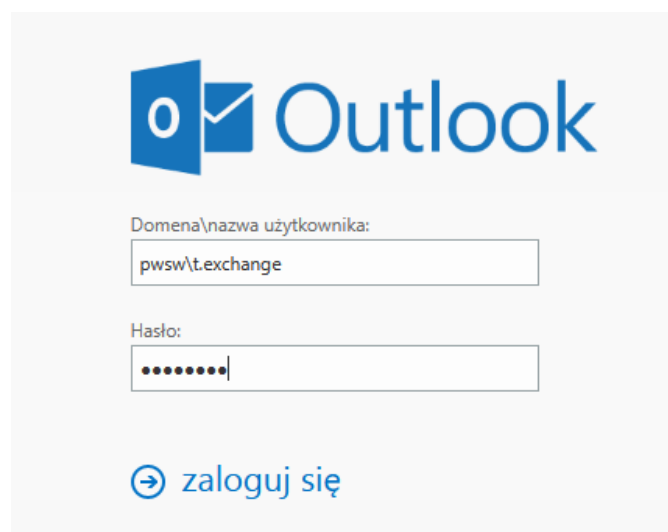 Outlook
Domena\nazwa użytkownika:
pwsw\t.exchange
Hasło:
••••••••
zaloguj się